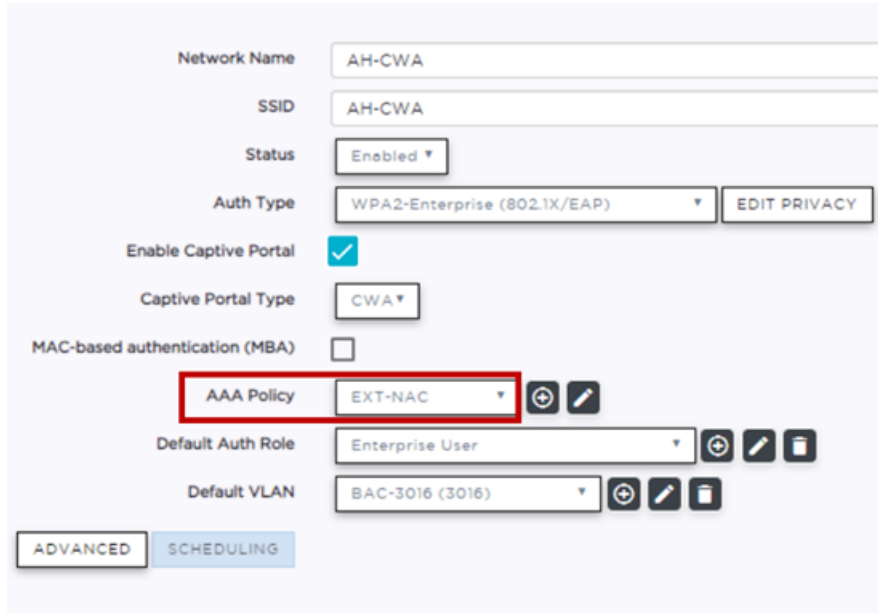 Network Name AH-CWA
SSID AH-CWA
Status Enabled
Auth Type WPA2-Enterprise (802.1X/EAP) EDIT PRIVACY
Enable Captive Portal
Captive Portal Type CWA
MAC-based authentication (MBA)
AAA Policy EXT-NAC
Default Auth Role Enterprise User
Default VLAN BAC-3016 (3016)
ADVANCED SCHEDULING